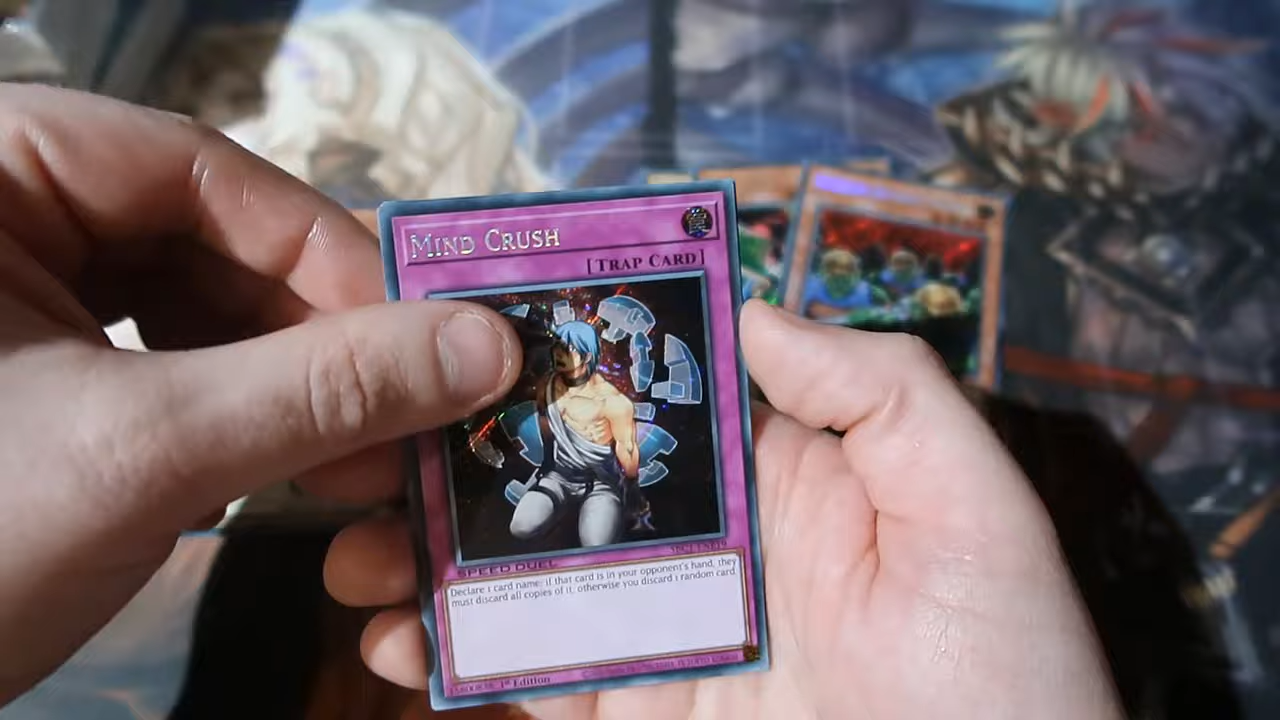 MIND CRUSH
[TRAP CARD]
SPEED DUEL
Declare 1 card name; if that card is in your opponent's hand, they
must discard all copies of it, otherwise you discard 1 random card.
1st Edition